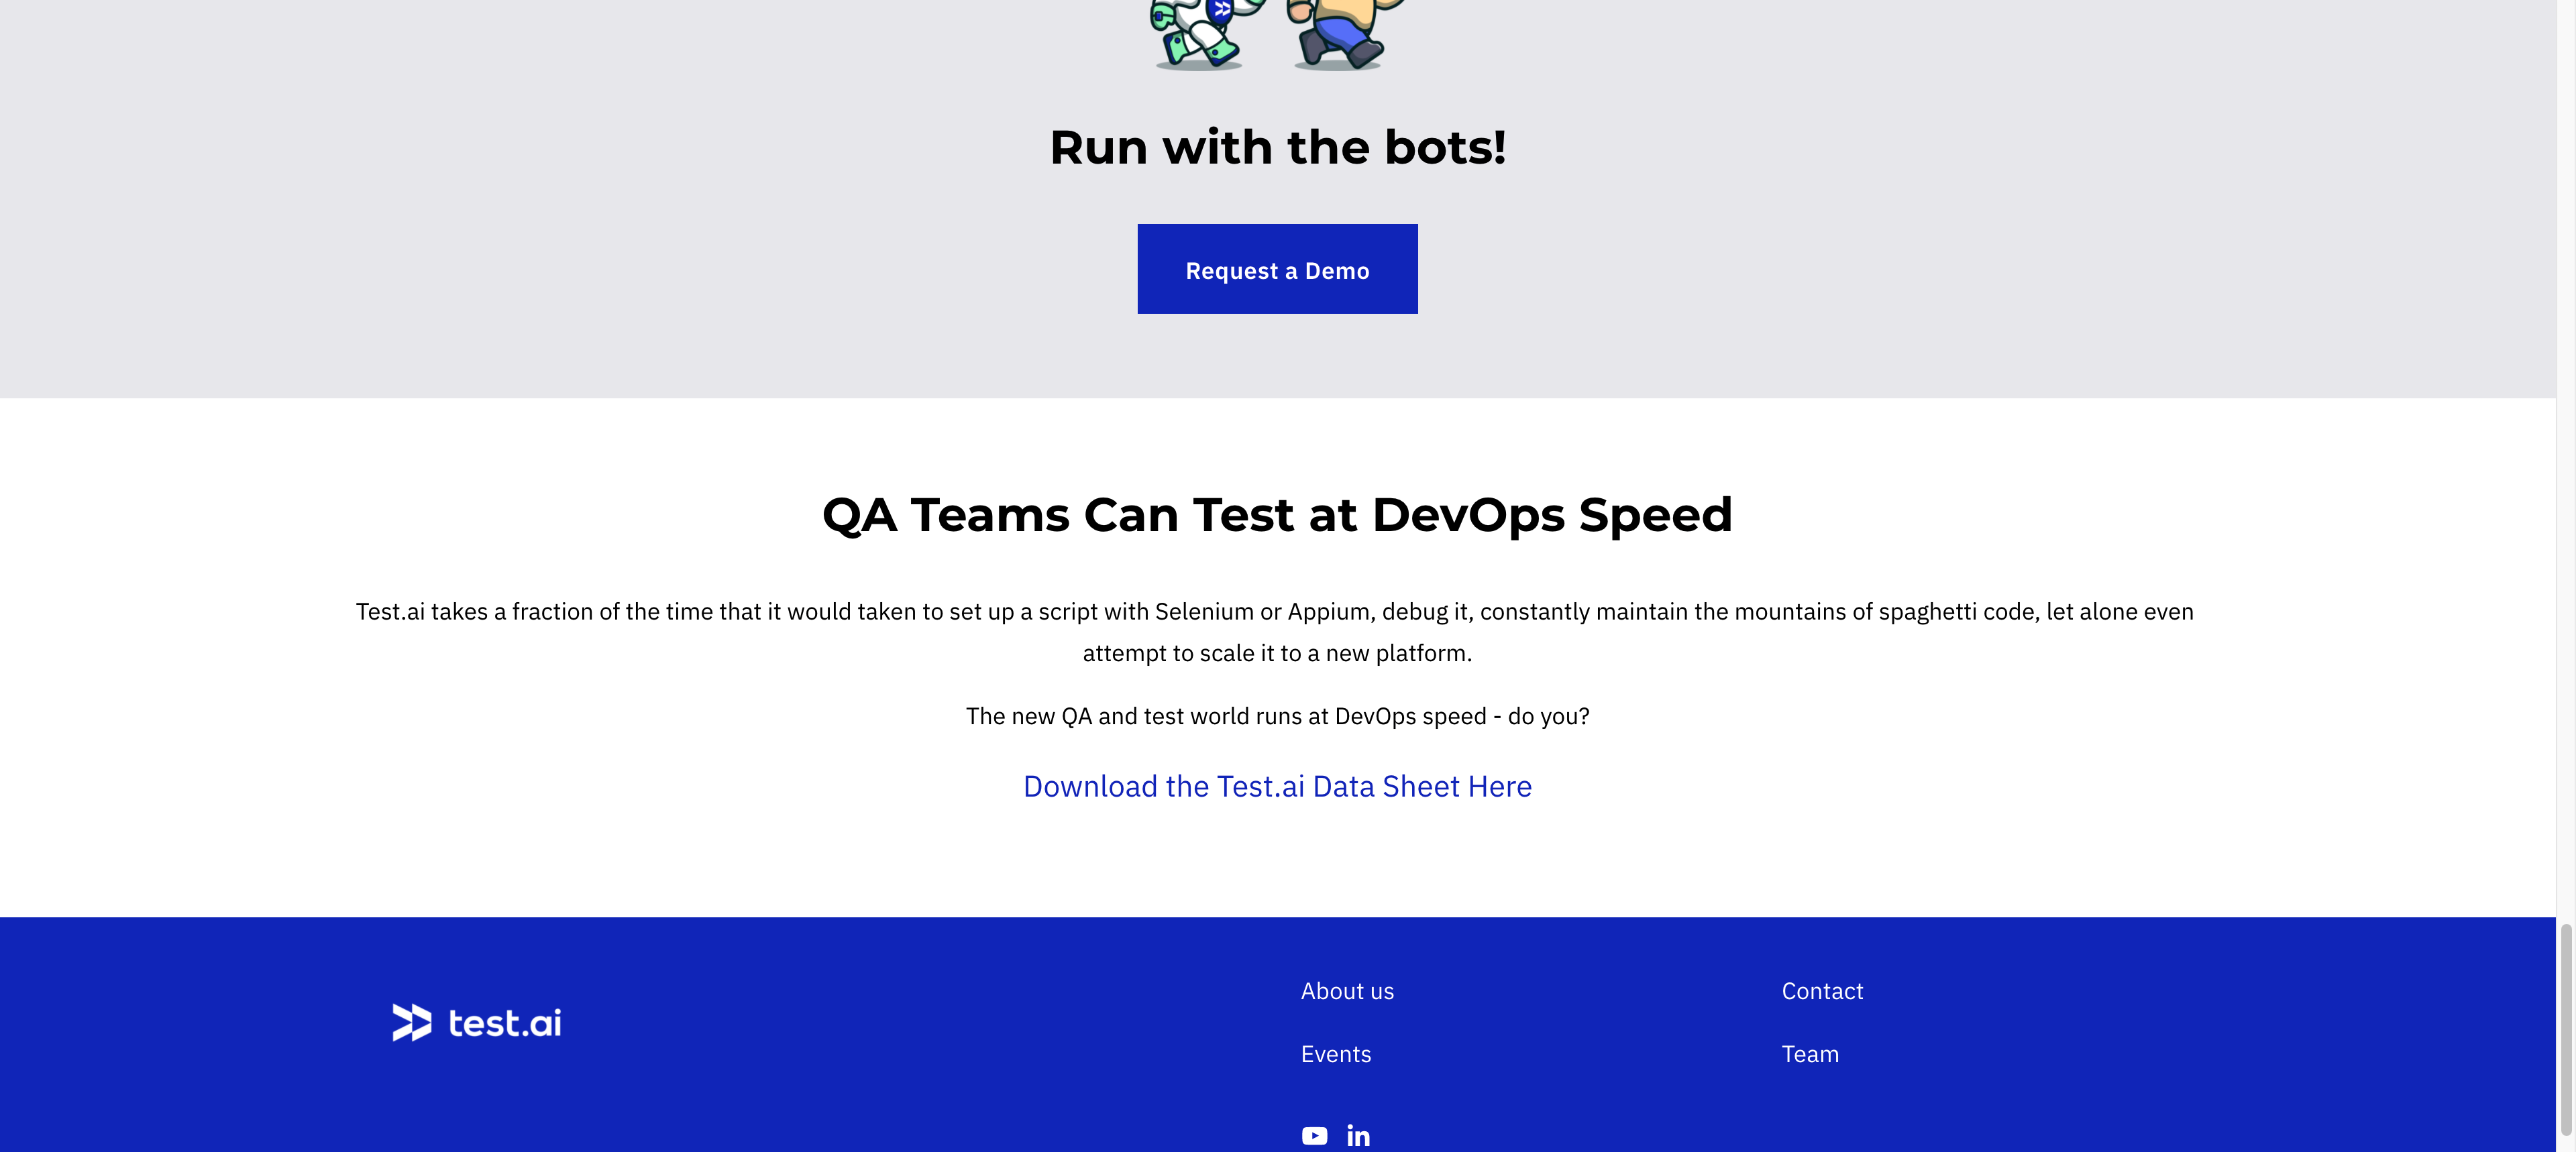 Run with the bots!
Request a Demo
QA Teams Can Test at DevOps Speed
Test.ai takes a fraction of the time that it would taken to set up a script with Selenium or Appium, debug it, constantly maintain the mountains of spaghetti code, let alone even
attempt to scale it to a new platform.
The new QA and test world runs at DevOps speed - do you?
Download the Test.ai Data Sheet Here
test.ai
About us
Contact
Events
Team